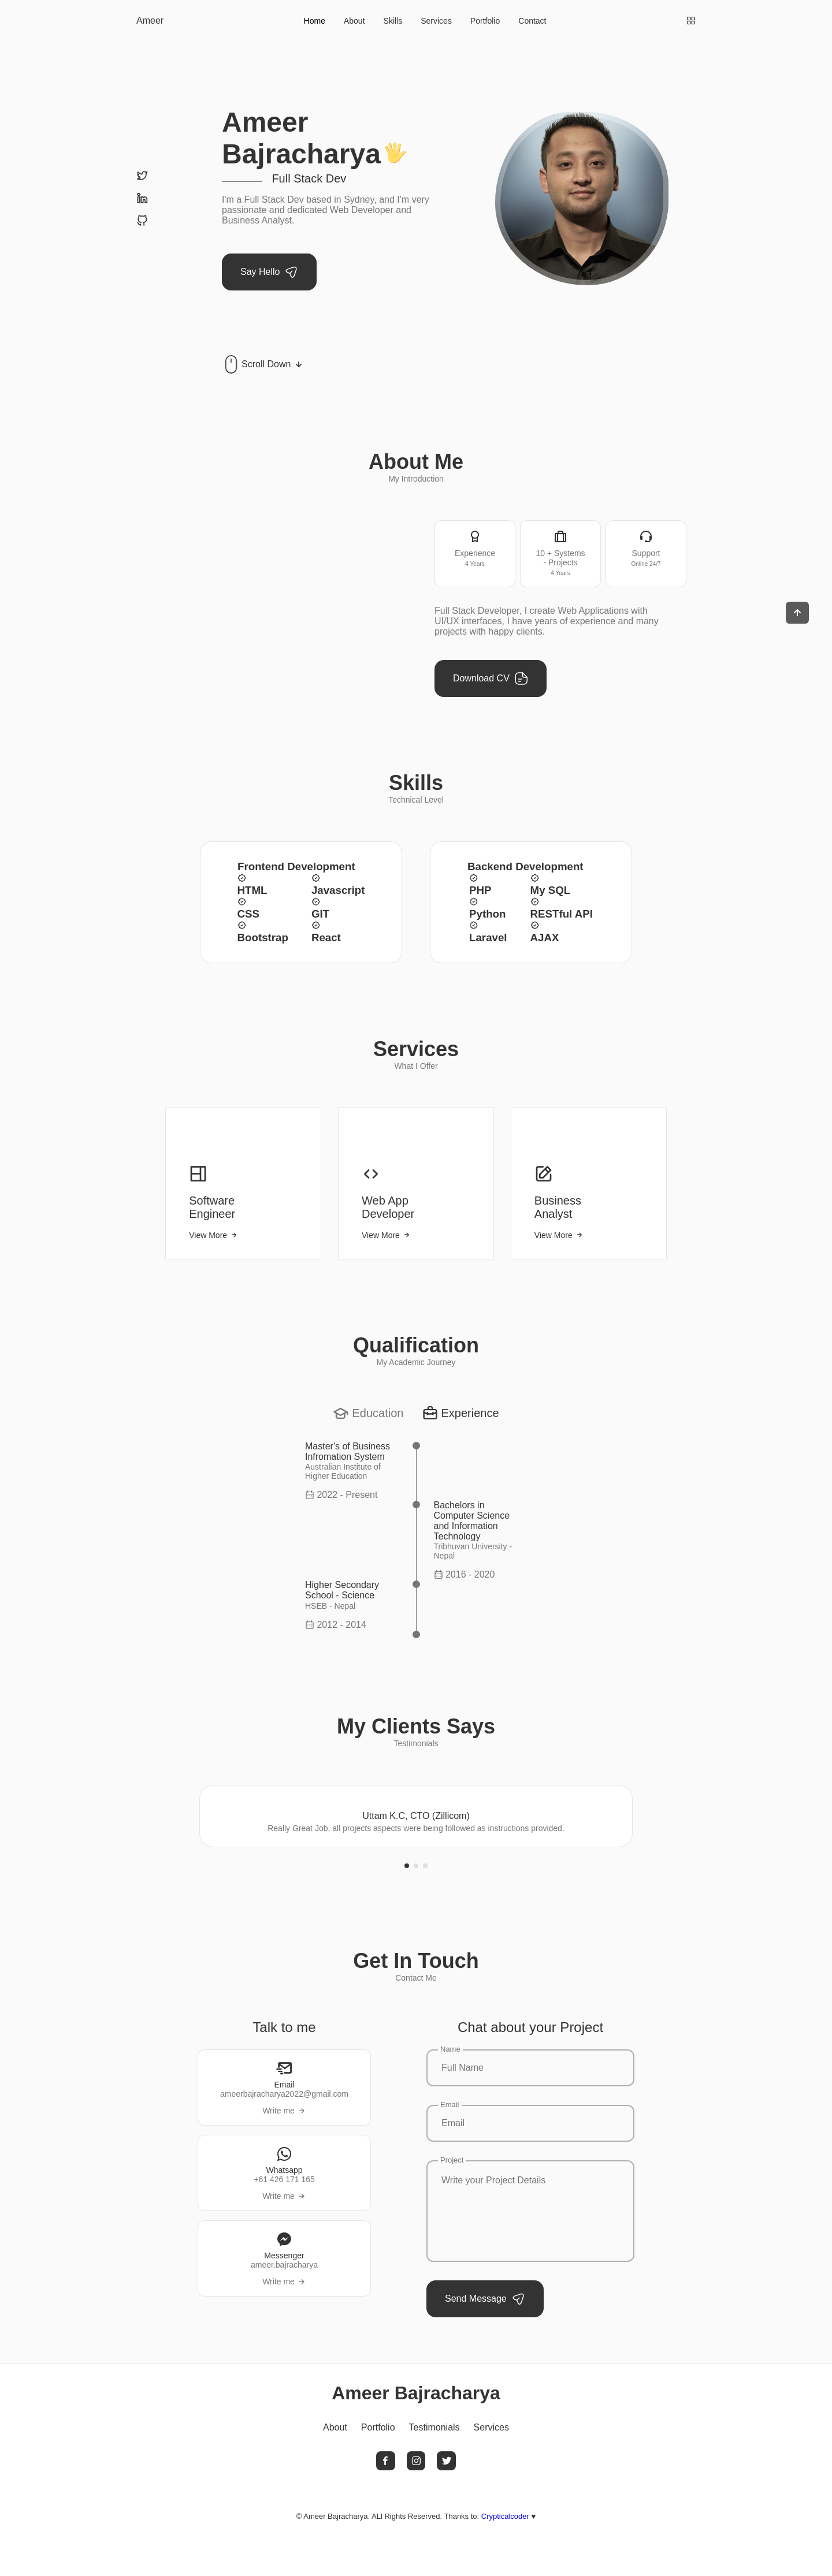 Ameer
Home About Skills Services Portfolio Contact
Ameer
Bajracharya
Full Stack Dev
I'm a Full Stack Dev based in Sydney, and I'm very
passionate and dedicated Web Developer and
Business Analyst.
Say Hello
Scroll Down
About Me
My Introduction
Experience
4 Years
10 + Systems
- Projects
4 Years
Support
Online 24/7
Full Stack Developer, I create Web Applications with
UI/UX interfaces, I have years of experience and many
projects with happy clients.
Download CV
Skills
Technical Level
Frontend Development
HTML Javascript
CSS GIT
Bootstrap React
Backend Development
PHP My SQL
Python RESTful API
Laravel AJAX
Services
What I Offer
Software
Engineer
View More
Web App
Developer
View More
Business
Analyst
View More
Qualification
My Academic Journey
Education Experience
Master's of Business
Infromation System
Australian Institute of
Higher Education
2022 - Present
Bachelors in
Computer Science
and Information
Technology
Tribhuvan University -
Nepal
2016 - 2020
Higher Secondary
School - Science
HSEB - Nepal
2012 - 2014
My Clients Says
Testimonials
Uttam K.C, CTO (Zillicom)
Really Great Job, all projects aspects were being followed as instructions provided.
Get In Touch
Contact Me
Talk to me
Email
ameerbajracharya2022@gmail.com
Write me
Whatsapp
+61 426 171 165
Write me
Messenger
ameer.bajracharya
Write me
Chat about your Project
Name
Full Name
Email
Email
Project
Write your Project Details
Send Message
Ameer Bajracharya
About Portfolio Testimonials Services
© Ameer Bajracharya. ALI Rights Reserved. Thanks to: Crypticalcoder ♥